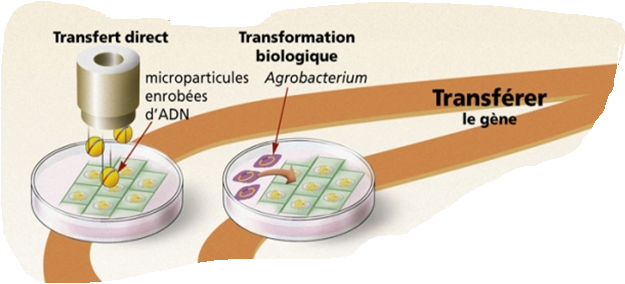 Transfert direct
microparticules
enrobées
d'ADN
Transformation
biologique
Agrobacterium
Transférer
le gène